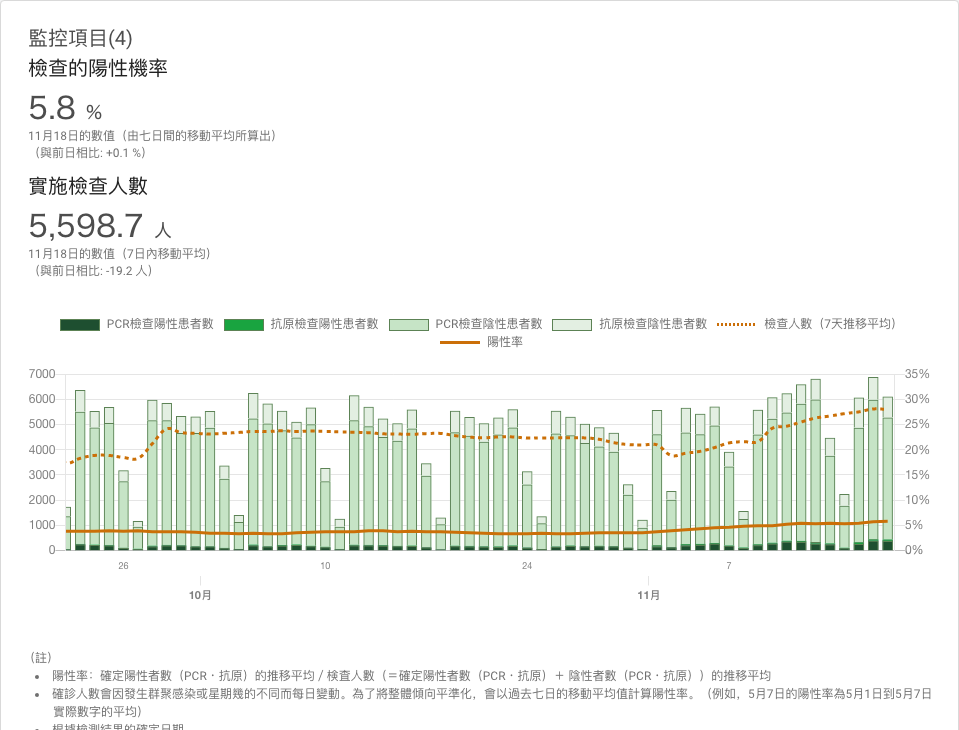 監控項目(4)
檢查的陽性機率
5.8 %
11月18日的數值（由七日間的移動平均所算出）
（與前日相比: +0.1 %）
實施檢查人數
5,598.7 人
11月18日的數值（7日內移動平均）
（與前日相比: -19.2 人）
PCR檢查陽性患者數 抗原檢查陽性患者數 PCR檢查陰性患者數 抗原檢查陰性患者數 檢查人數（7天推移平均）
陽性率
7000 35%
6000 30%
5000 25%
4000 20%
3000 15%
2000 10%
1000 5%
0 0%
26 10 24 7
10月 11月
（註）
陽性率：確定陽性者數（PCR・抗原）的推移平均 / 檢查人數（＝確定陽性者數（PCR・抗原）＋ 陰性者數（PCR・抗原））的推移平均
確診人數會因發生群聚感染或星期幾的不同而每日變動。為了將整體傾向平準化，會以過去七日的移動平均值計算陽性率。（例如，5月7日的陽性率為5月1日到5月7日
實際數字的平均）
根據檢測結果的確定日期